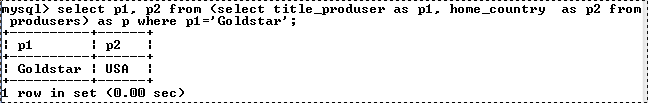 mysql> select p1, p2 from (select title_produser as p1, home_country  as p2 from
 produsers) as p where p1='Goldstar';
+----------+------+
| p1       | p2   |
+----------+------+
| Goldstar | USA  |
+----------+------+
1 row in set (0.00 sec)